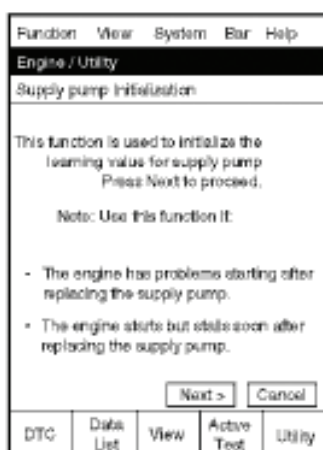 Function View System Bar Help
Engine / Utility
Supply pump initialization
This function is used to initialize the
learning value for supply pump
Press Next to proceed.
Note: Use this function if:
- The engine has problems starting after
replacing the supply pump.
- The engine starts but stalls soon after
replacing the supply pump.
Next > Cancel
DTC Data List View Active Test Utility